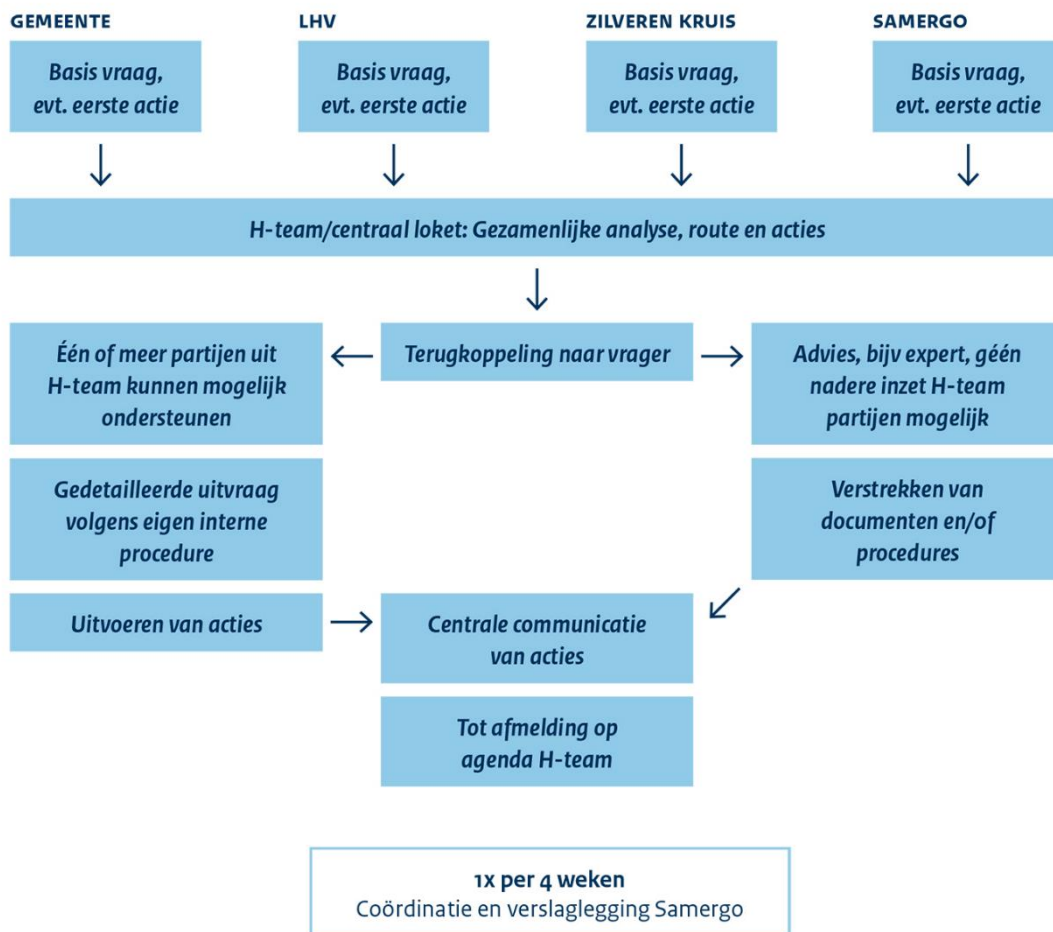 GEMEENTE
LHV
ZILVEREN KRUIS
SAMERGO
Basis vraag,
evt. eerste actie
Basis vraag,
evt. eerste actie
Basis vraag,
evt. eerste actie
Basis vraag,
evt. eerste actie
H-team/centraal loket: Gezamenlijke analyse, route en acties
Één of meer partijen uit
H-team kunnen mogelijk
ondersteunen
Terugkoppeling naar vrager
Advies, bijv expert, géén
nadere inzet H-team
partijen mogelijk
Gedetailleerde uitvraag
volgens eigen interne
procedure
Verstrekken van
documenten en/of
procedures
Uitvoeren van acties
Centrale communicatie
van acties
Tot afmelding op
agenda H-team
1x per 4 weken
Coördinatie en verslaglegging Samergo